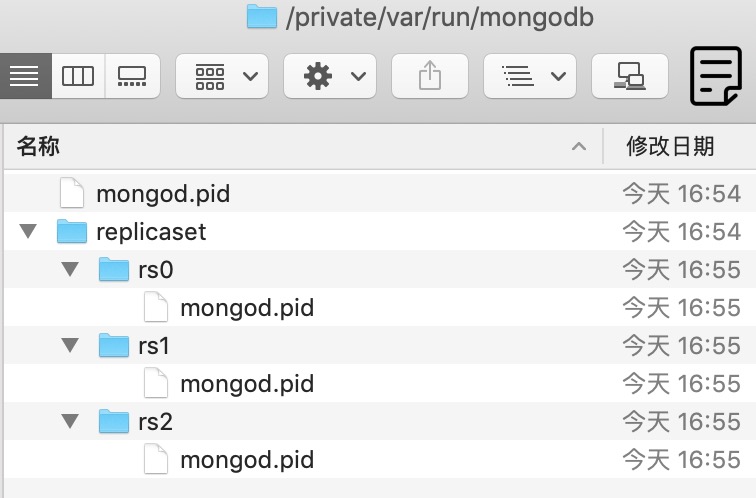 /private/var/run/mongodb
名称 修改日期
mongod.pid 今天 16:54
replicaset 今天 16:54
rs0 今天 16:55
mongod.pid 今天 16:55
rs1 今天 16:55
mongod.pid 今天 16:55
rs2 今天 16:55
mongod.pid 今天 16:55